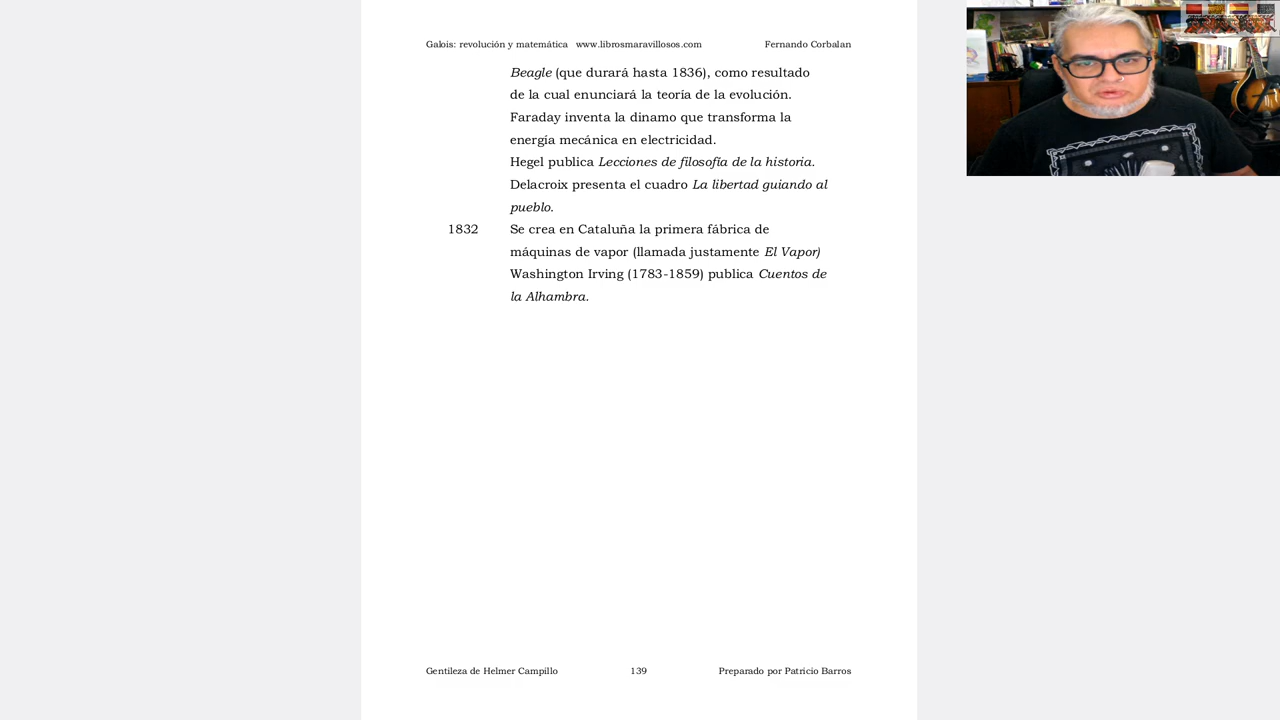 Galois: revolución y matemática www.librosmaravillosos.com Fernando Corbalan
Beagle (que durará hasta 1836), como resultado
de la cual enunciará la teoría de la evolución.
Faraday inventa la dinamo que transforma la
energía mecánica en electricidad.
Hegel publica Lecciones de filosofía de la historia.
Delacroix presenta el cuadro La libertad guiando al
pueblo.
1832 Se crea en Cataluña la primera fábrica de
máquinas de vapor (llamada justamente El Vapor)
Washington Irving (1783-1859) publica Cuentos de
la Alhambra.
Gentileza de Helmer Campillo 139 Preparado por Patricio Barros